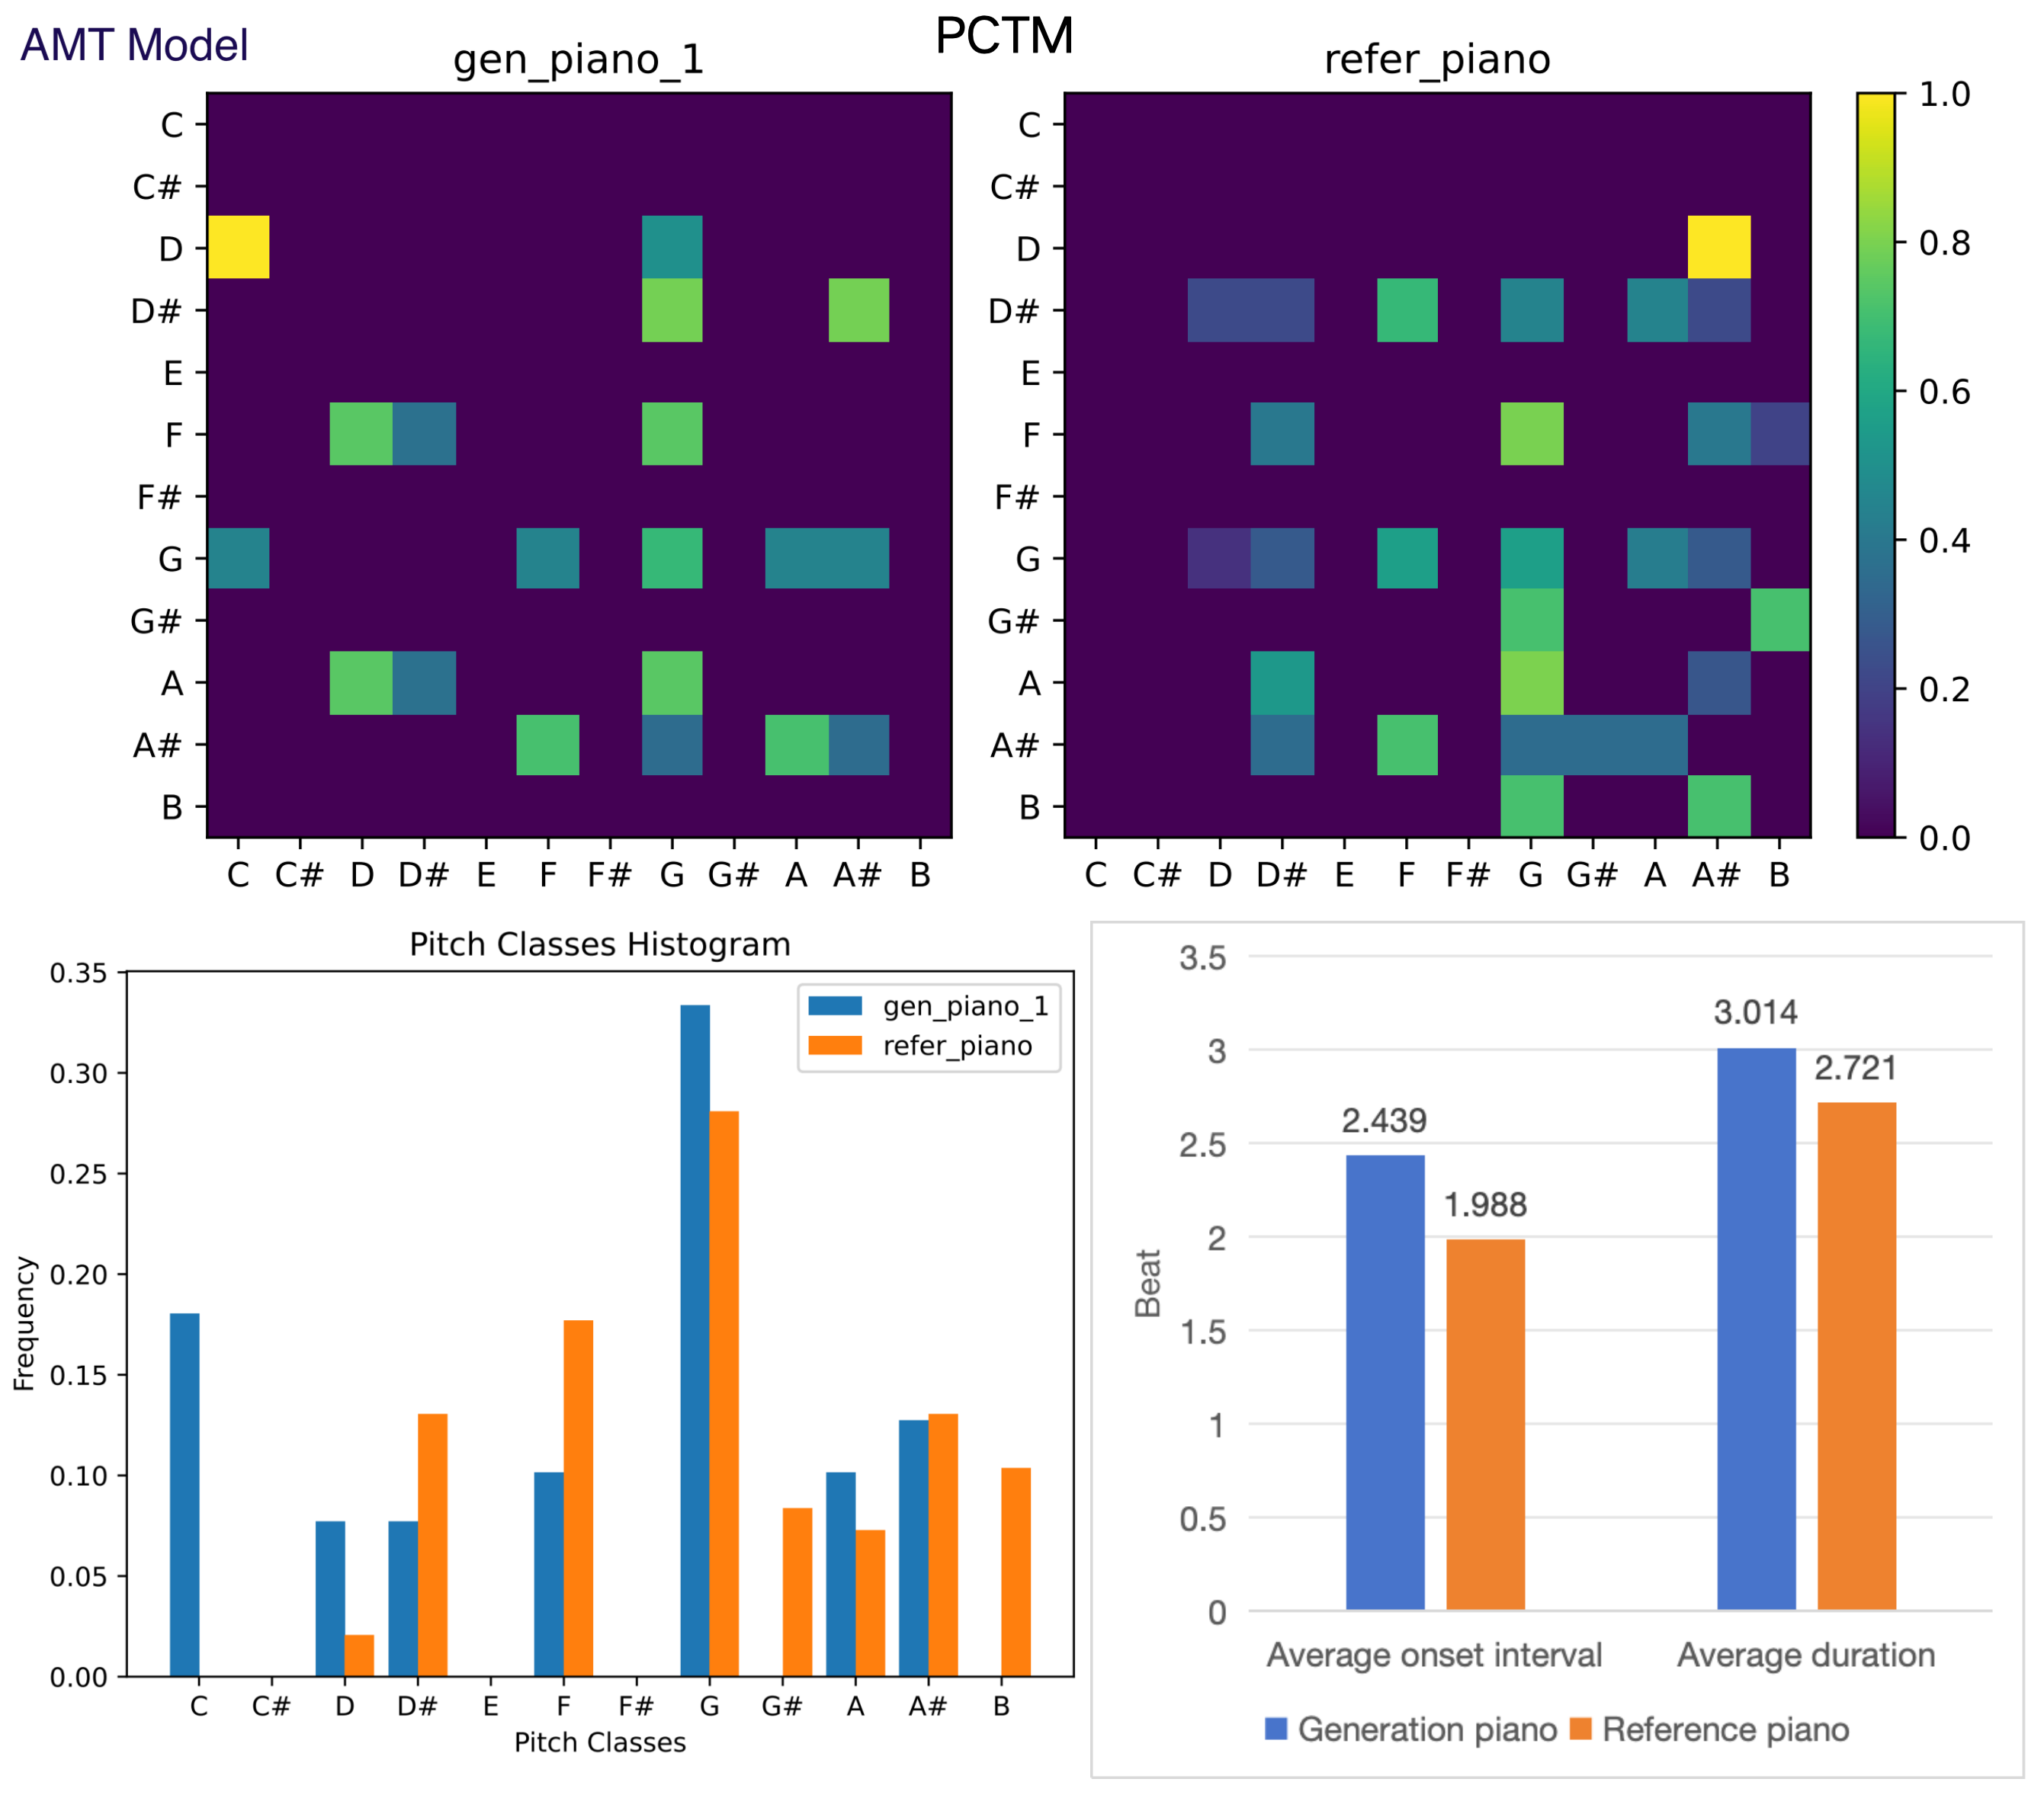 AMT Model
PCTM
gen_piano_1
refer_piano
C
C#
D
D#
E
F
F#
G
G#
A
A#
B
C C# D D# E F F# G G# A A# B
C
C#
D
D#
E
F
F#
G
G#
A
A#
B
C C# D D# E F F# G G# A A# B
1.0
0.8
0.6
0.4
0.2
0.0
Pitch Classes Histogram
gen_piano_1
refer_piano
Frequency
0.35
0.30
0.25
0.20
0.15
0.10
0.05
0.00
C C# D D# E F F# G G# A A# B
Pitch Classes
Beat
3.5
3
2.5
2
1.5
1
0.5
0
2.439
1.988
3.014
2.721
Average onset interval
Average duration
Generation piano
Reference piano